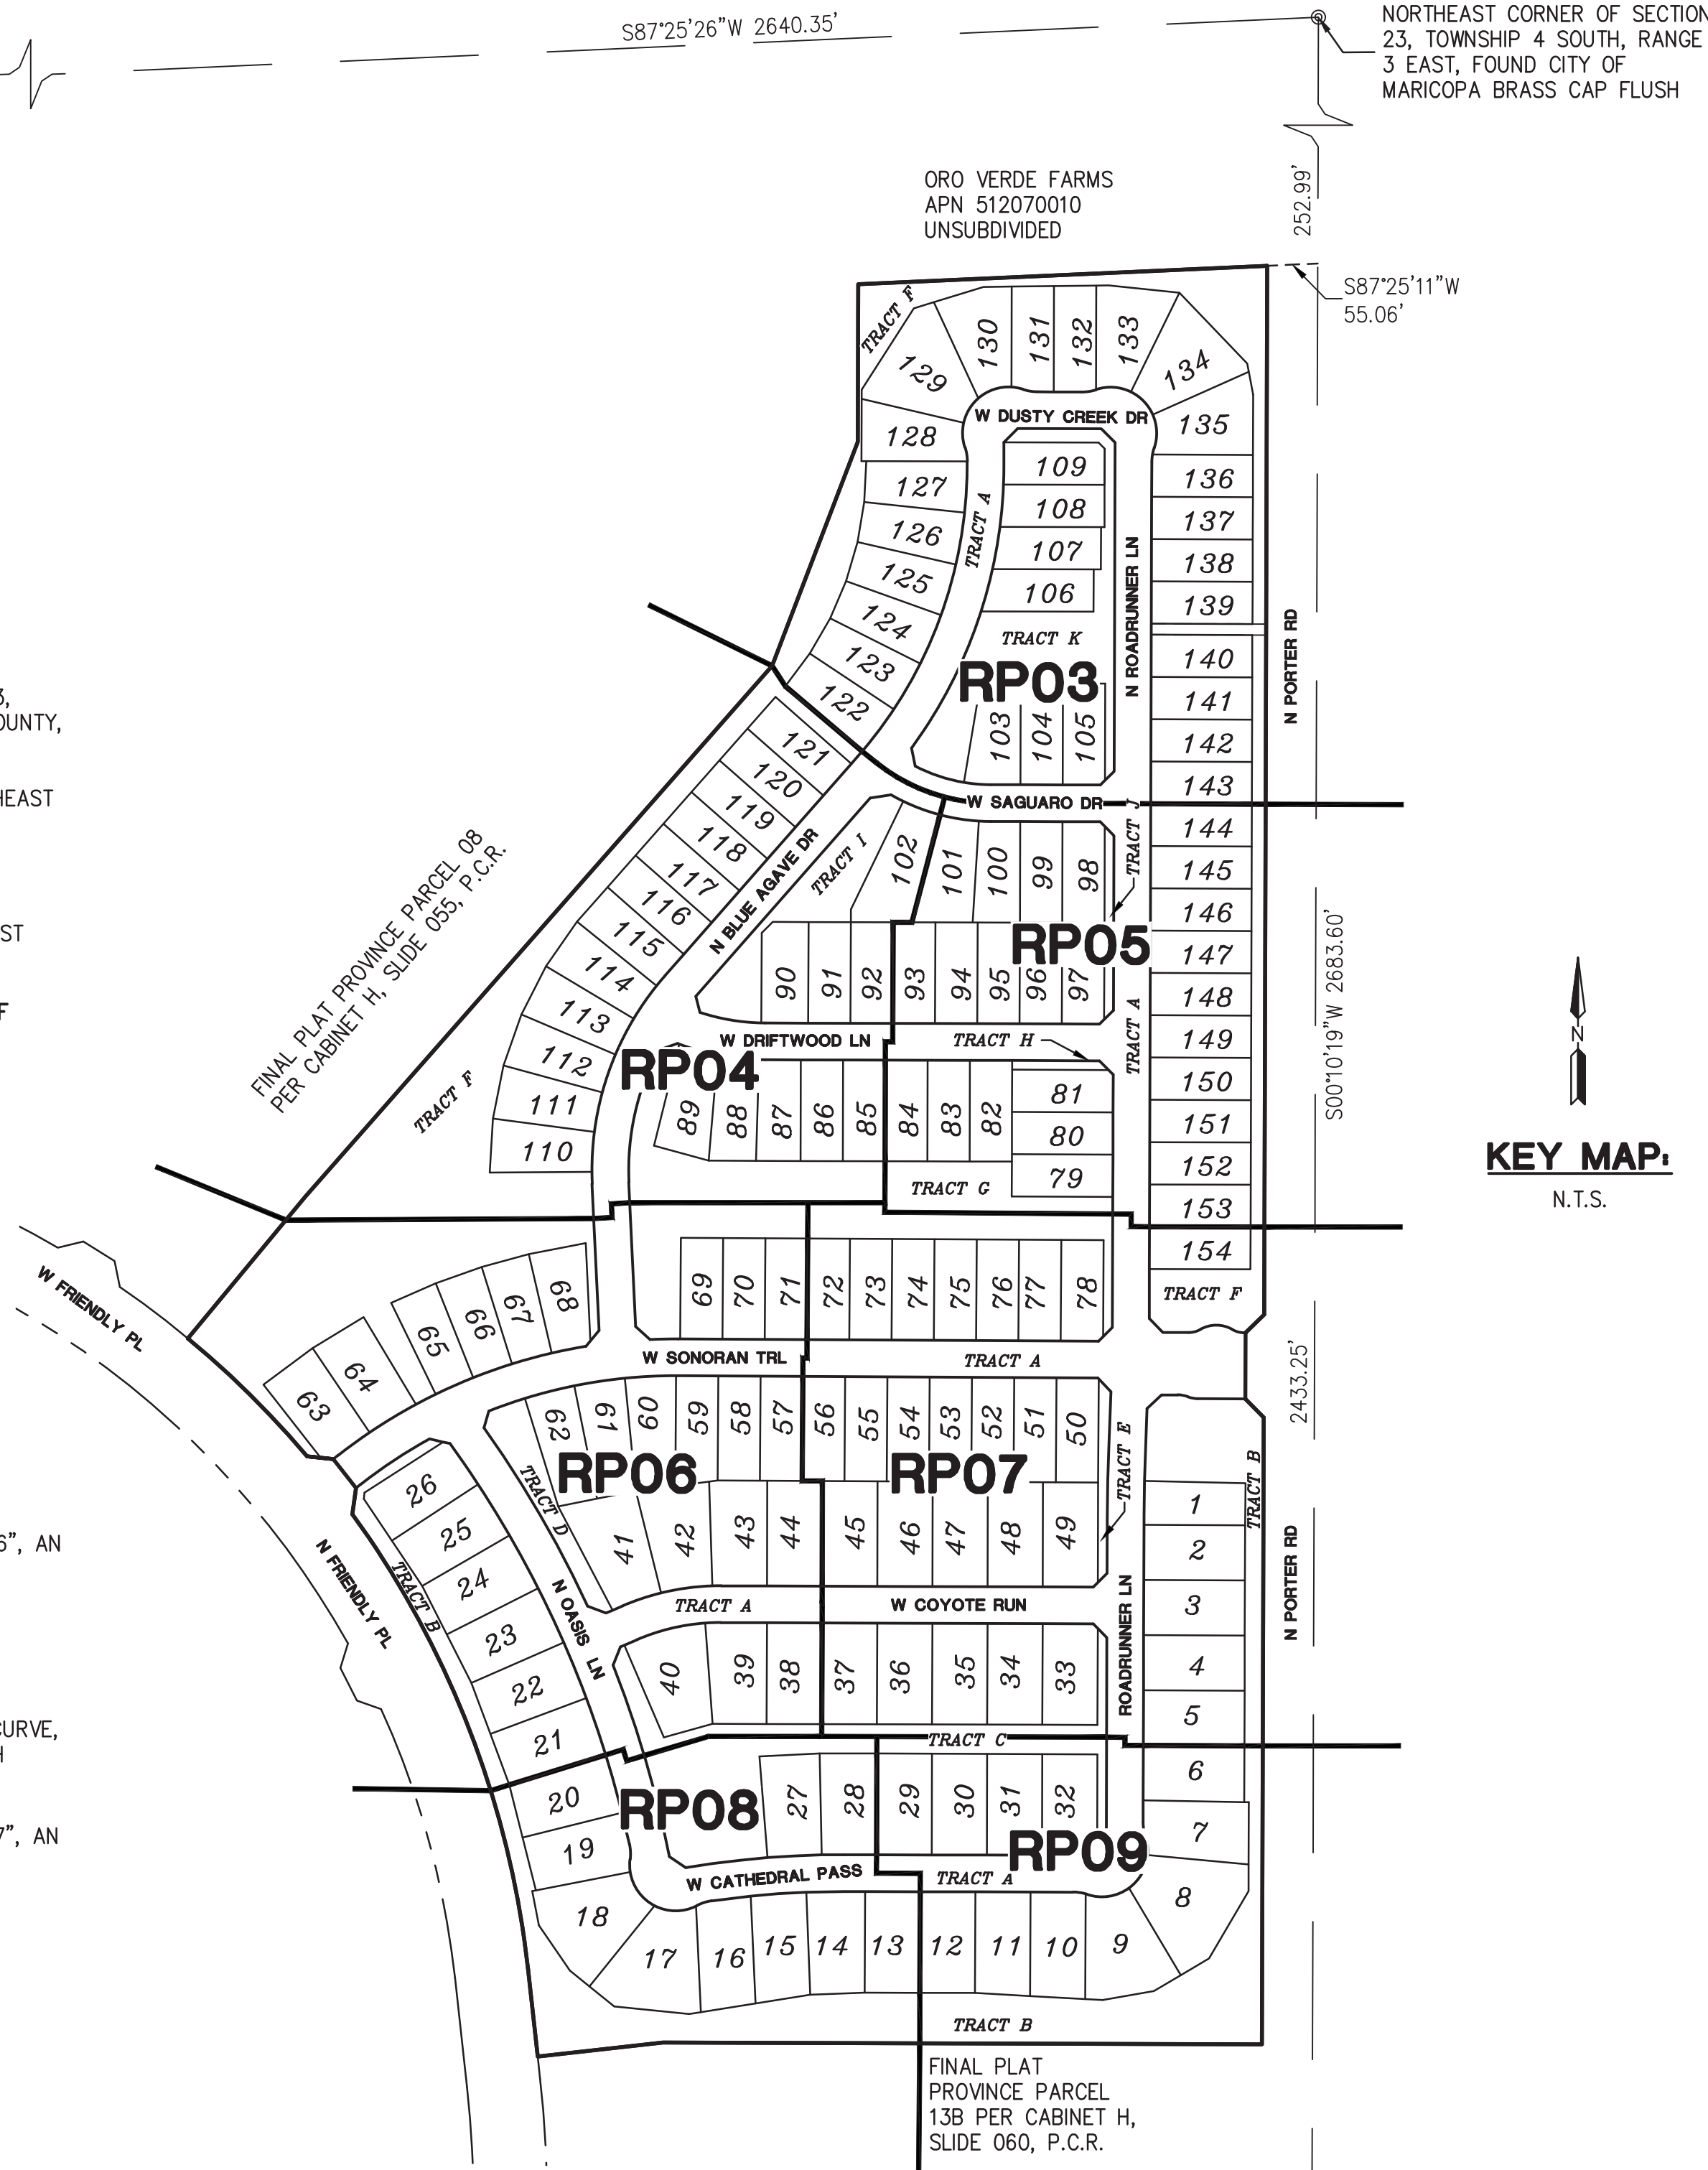 S87°25'26"W 2640.35'
NORTHEAST CORNER OF SECTION
23, TOWNSHIP 4 SOUTH, RANGE
3 EAST, FOUND CITY OF
MARICOPA BRASS CAP FLUSH
252.99'
ORO VERDE FARMS
APN 512070010
UNSUBDIVIDED
S87°25'11"W
55.06'
TRACT F
129
130
131
132
133
134
W DUSTY CREEK DR
128
135
109
127
136
108
TRACT A
126
137
107
125
138
106
124
139
N ROADRUNNER LN
N PORTER RD
TRACT K
123
140
RP03
122
141
103
104
105
142
121
143
120
W SAGUARO DR
TRACT J
119
144
118
N BLUE AGAVE DR
TRACT I
102
101
100
99
98
145
117
116
146
115
RP05
147
114
90
91
92
93
94
95
96
97
148
113
W DRIFTWOOD LN
TRACT H
TRACT A
149
FINAL PLAT PROVINCE PARCEL 08
PER CABINET H, SLIDE 055, P.C.R.
S00°10'19"W 2683.60'
N
KEY MAP:
N.T.S.
112
RP04
150
TRACT F
111
89
88
87
86
85
84
83
82
81
151
110
80
152
79
TRACT G
153
154
TRACT F
W FRIENDLY PL
68
67
66
65
64
63
69
70
71
72
73
74
75
76
77
78
W SONORAN TRL
TRACT A
2433.25'
62
61
60
59
58
57
56
55
54
53
52
51
50
TRACT E
RP06
RP07
TRACT B
26
TRACT D
41
42
43
44
45
46
47
48
49
1
25
2
24
N FRIENDLY PL
TRACT B
N OASIS LN
TRACT A
W COYOTE RUN
3
N PORTER RD
23
40
39
38
37
36
35
34
33
ROADRUNNER LN
4
22
5
21
TRACT C
6
20
RP08
27
28
29
30
31
32
7
19
RP09
W CATHEDRAL PASS
TRACT A
8
18
17
16
15
14
13
12
11
10
9
TRACT B
FINAL PLAT
PROVINCE PARCEL
13B PER CABINET H,
SLIDE 060, P.C.R.
3,
OUNTY,
HEAST
ST
F
6", AN
CURVE,
H
7", AN